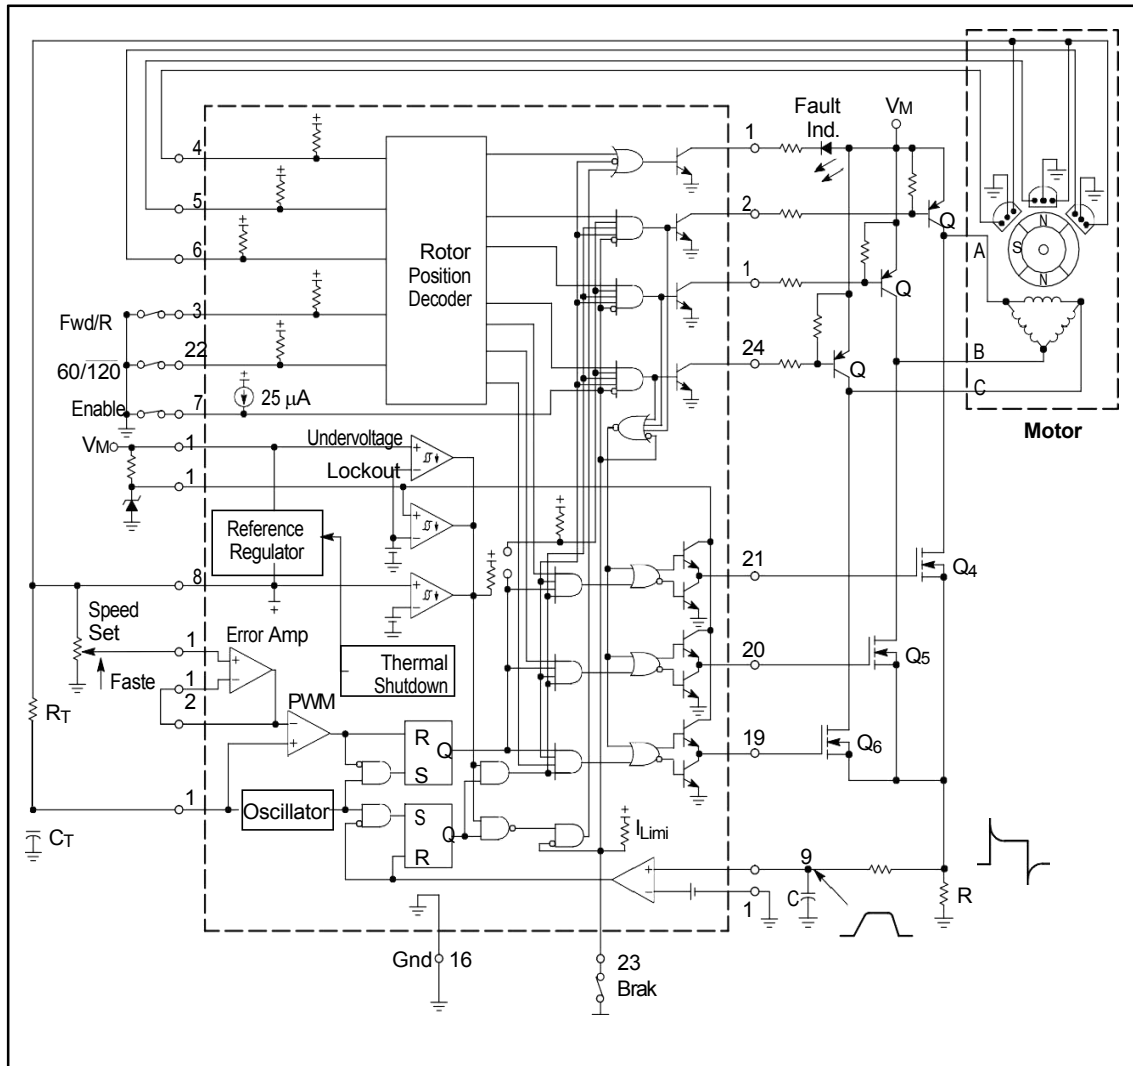 Motor
Fault
Ind.
VM
4
5
6
Fwd/R
3
60/120
22
Enable
7
25 μA
VM
1
1
Rotor
Position
Decoder
1
2
1
24
Q
Q
Q
A
B
C
N
S
N
Undervoltage
Lockout
Reference
Regulator
8
Speed
Set
Faste
1
1
2
Error Amp
Thermal
Shutdown
PWM
RT
1
CT
Oscillator
R
Q
S
S
Q
R
21
Q4
20
Q5
19
Q6
ILimi
9
C
R
1
Gnd
16
23
Brak